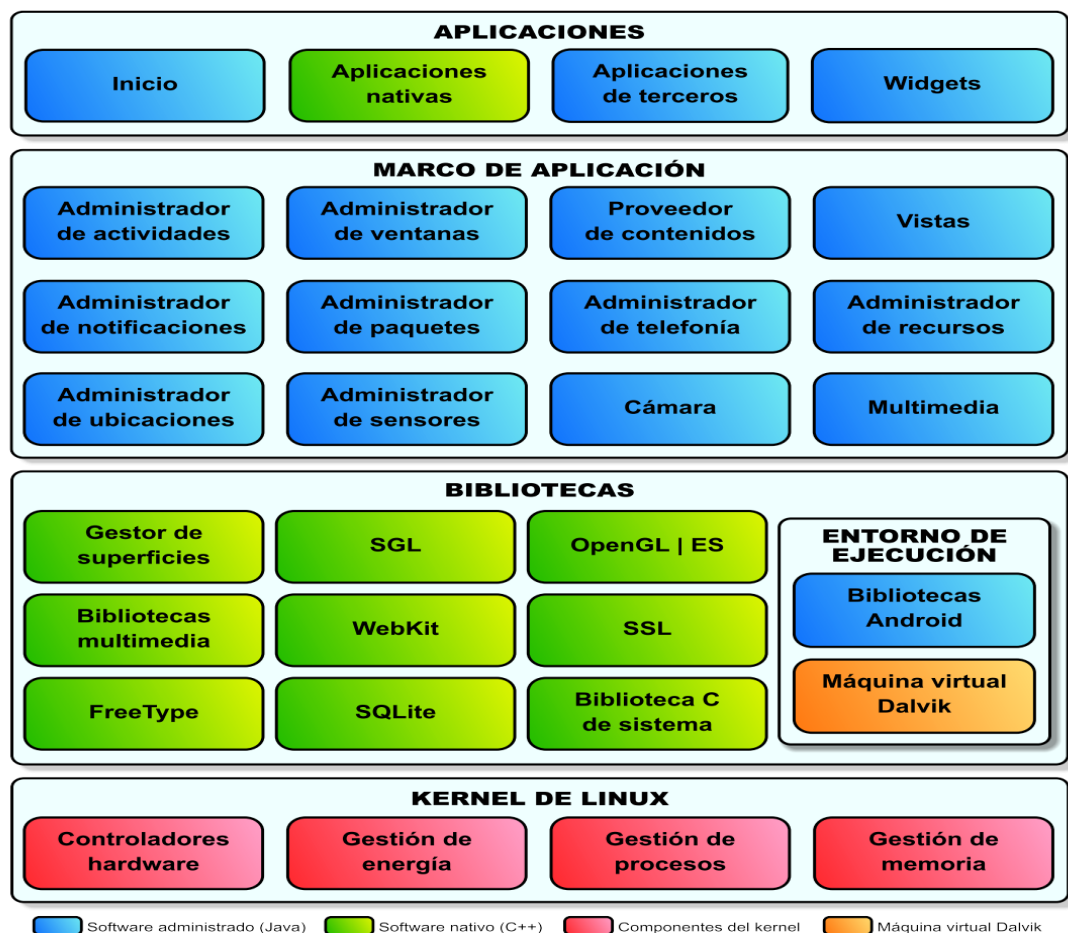 APLICACIONES
Inicio
Aplicaciones
nativas
Aplicaciones
de terceros
Widgets
MARCO DE APLICACIÓN
Administrador
de actividades
Administrador
de ventanas
Proveedor
de contenidos
Vistas
Administrador
de notificaciones
Administrador
de paquetes
Administrador
de telefonía
Administrador
de recursos
Administrador
de ubicaciones
Administrador
de sensores
Cámara
Multimedia
BIBLIOTECAS
Gestor de
superficies
SGL
OpenGL | ES
Bibliotecas
multimedia
WebKit
SSL
FreeType
SQLite
Biblioteca C
de sistema
ENTORNO DE
EJECUCIÓN
Bibliotecas
Android
Máquina virtual
Dalvik
KERNEL DE LINUX
Controladores
hardware
Gestión de
energía
Gestión de
procesos
Gestión de
memoria
Software administrado (Java)
Software nativo (C++)
Componentes del kernel
Máquina virtual Dalvik